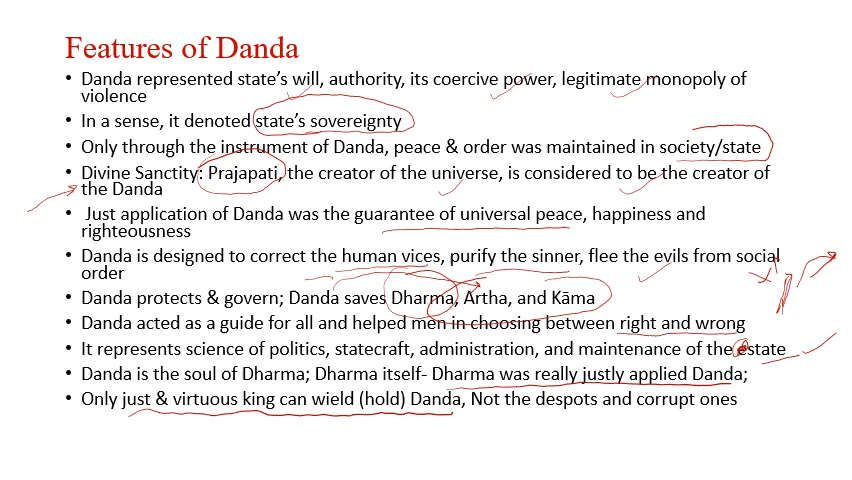 Features of Danda
• Danda represented state's will, authority, its coercive power, legitimate monopoly of
violence
• In a sense, it denoted state's sovereignty
• Only through the instrument of Danda, peace & order was maintained in society/state
• Divine Sanctity: Prajapati, the creator of the universe, is considered to be the creator of
the Danda
• Just application of Danda was the guarantee of universal peace, happiness and
righteousness
• Danda is designed to correct the human vices, purify the sinner, flee the evils from social
order
• Danda protects & govern; Danda saves Dharma, Artha, and Kāma
• Danda acted as a guide for all and helped men in choosing between right and wrong
• It represents science of politics, statecraft, administration, and maintenance of the estate
• Danda is the soul of Dharma; Dharma itself- Dharma was really justly applied Danda;
• Only just & virtuous king can wield (hold) Danda, Not the despots and corrupt ones